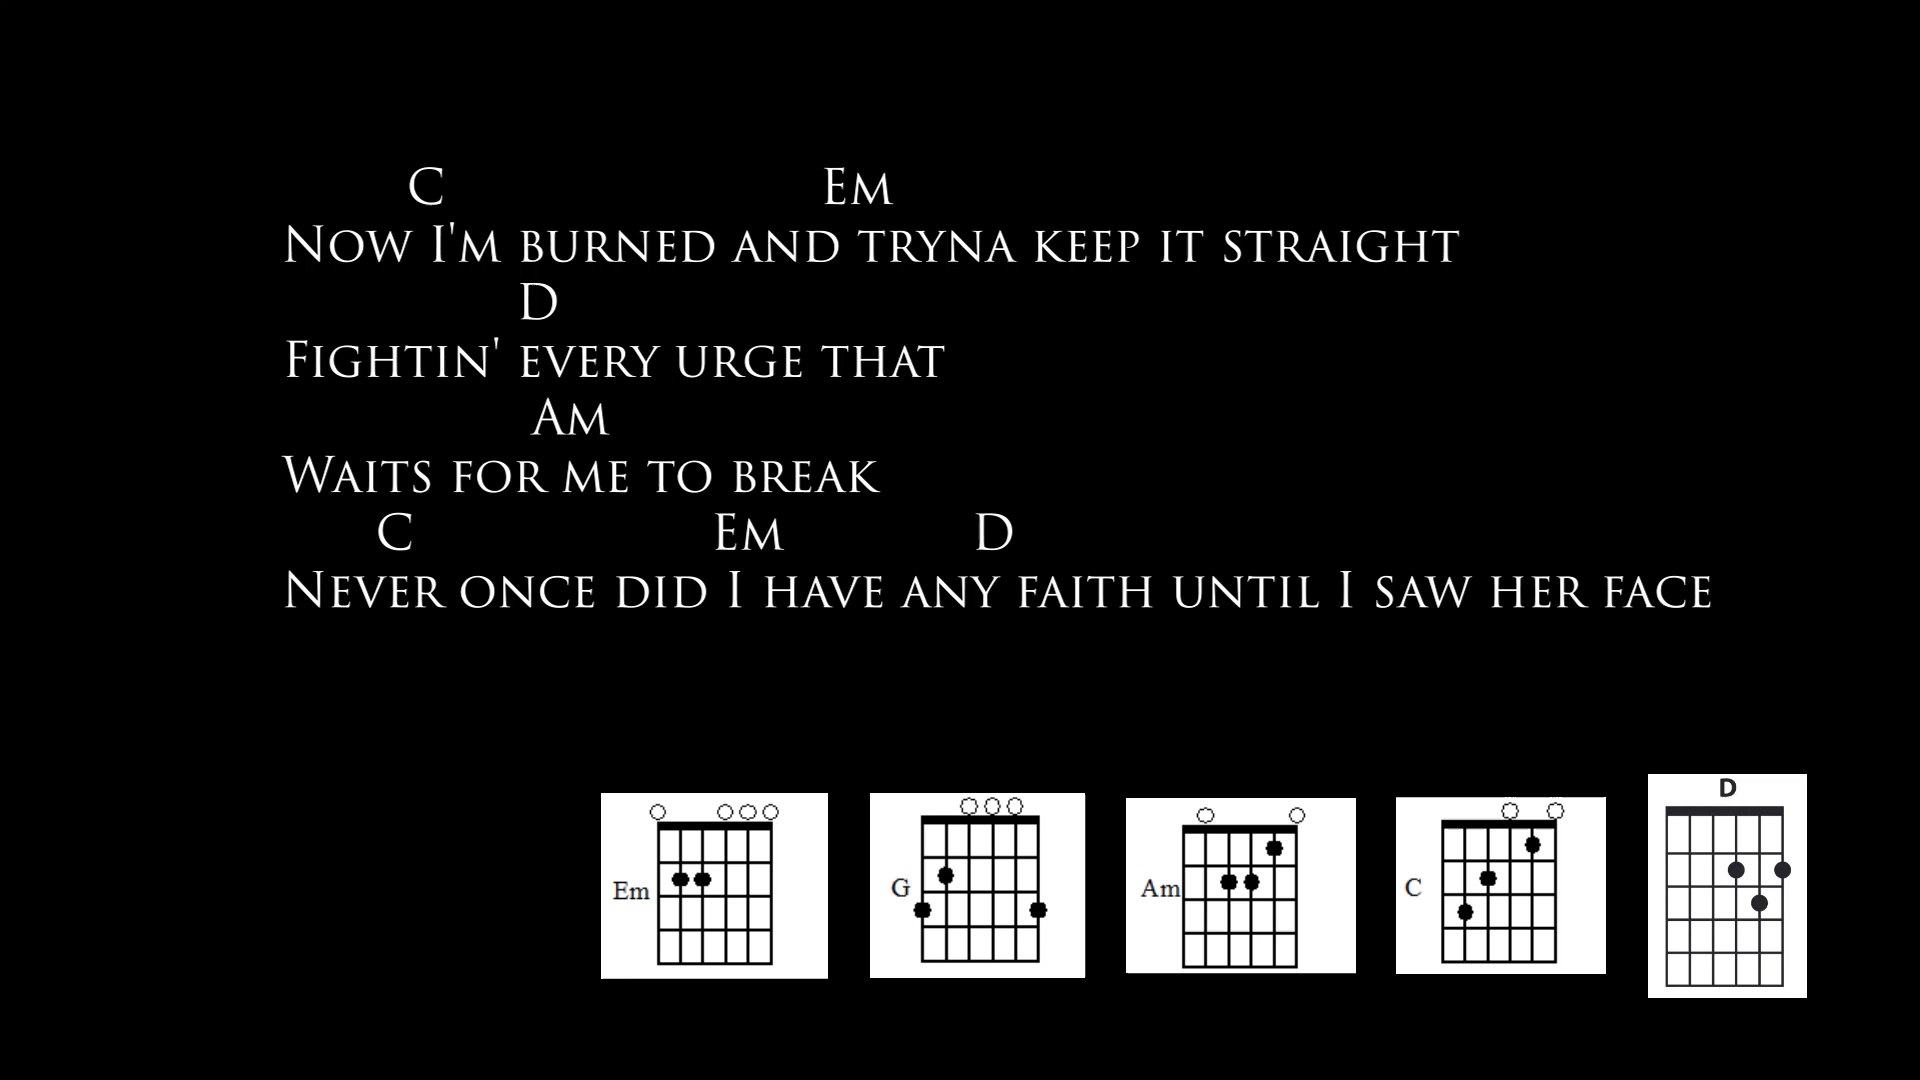 C Em
Now I'm burned and tryna keep it straight
D
Fightin' every urge that
Am
Waits for me to break
C Em D
Never once did I have any faith until I saw her face
Em G Am C D